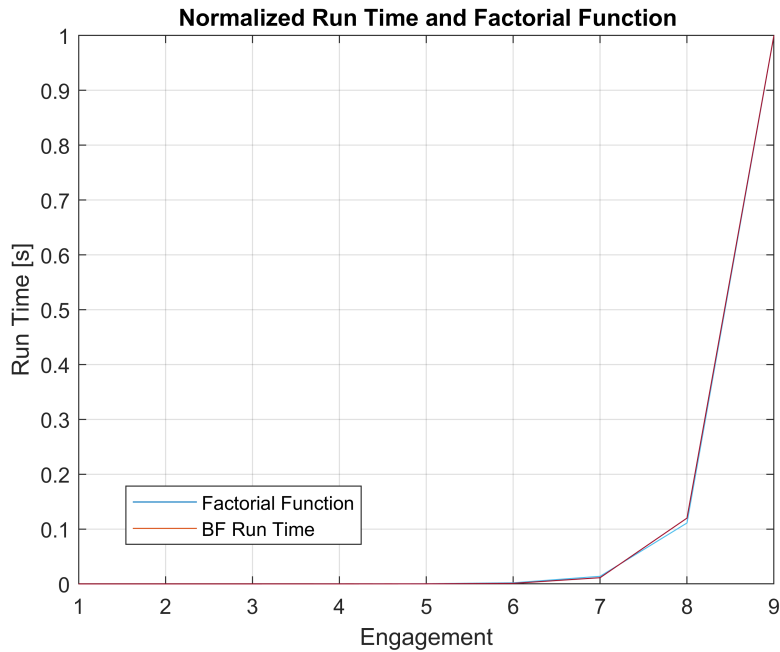 Normalized Run Time and Factorial Function
1
0.9
0.8
0.7
0.6
0.5
0.4
0.3
0.2
0.1
0
Run Time [s]
Factorial Function
BF Run Time
1 2 3 4 5 6 7 8 9
Engagement